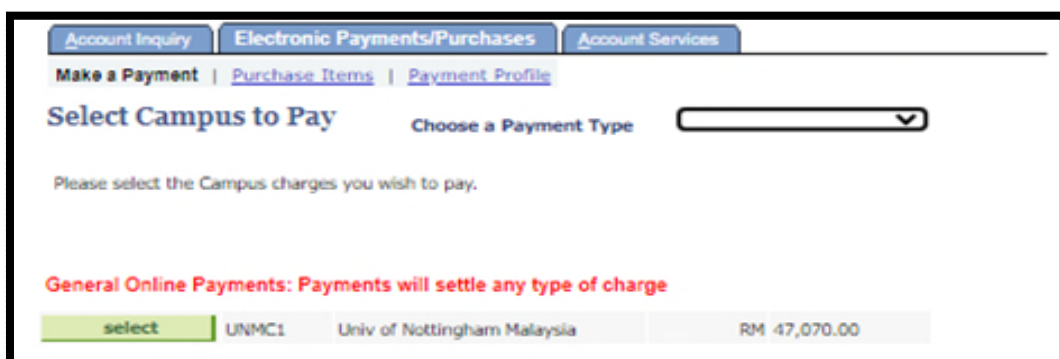 Account Inquiry Electronic Payments/Purchases Account Services
Make a Payment | Purchase Items | Payment Profile
Select Campus to Pay Choose a Payment Type
Please select the Campus charges you wish to pay.
General Online Payments: Payments will settle any type of charge
select UNMC1 Univ of Nottingham Malaysia RM 47,070.00